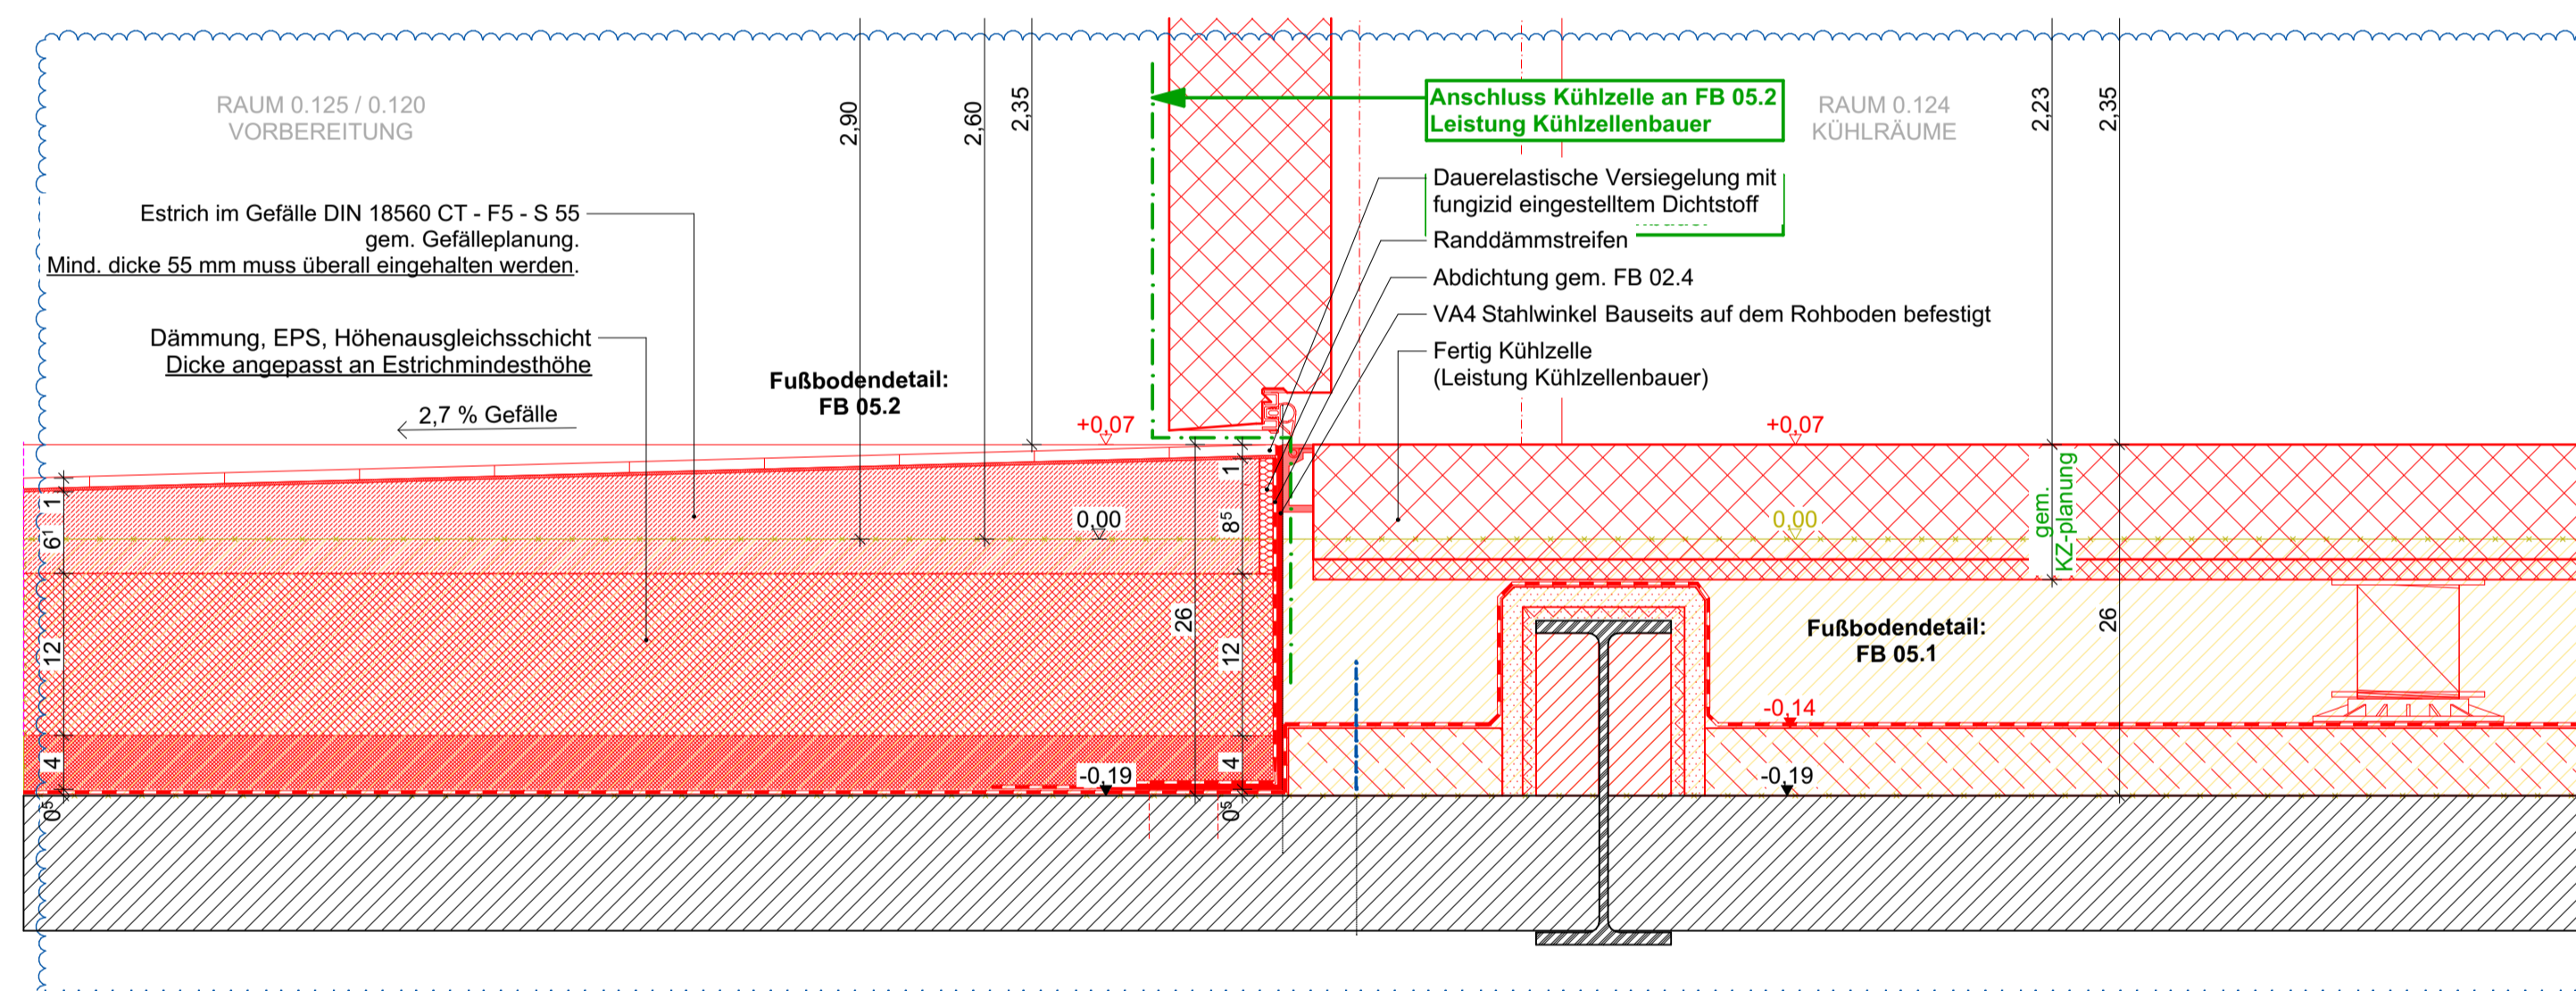 RAUM 0.125 / 0.120
VORBEREITUNG
2,90
2,60
2,35
Anschluss Kühlzelle an FB 05.2
Leistung Kühlzellenbauer
RAUM 0.124
KÜHLRÄUME
2,23
2,35
Estrich im Gefälle DIN 18560 CT - F5 - S 55
gem. Gefälleplanung.
Mind. dicke 55 mm muss überall eingehalten werden.
Dauerelastische Versiegelung mit
fungizid eingestelltem Dichtstoff
Randdämmstreifen
Abdichtung gem. FB 02.4
VA4 Stahlwinkel Bauseits auf dem Rohboden befestigt
Fertig Kühlzelle
(Leistung Kühlzellenbauer)
Dämmung, EPS, Höhenausgleichsschicht
Dicke angepasst an Estrichmindesthöhe
Fußbodendetail:
FB 05.2
2,7 % Gefälle
+0,07
+0,07
1
6¹
12
4
0⁵
0,00
1
8⁵
12
4
0⁵
26
-0,19
0,00
gem.
KZ-planung
26
Fußbodendetail:
FB 05.1
-0,14
-0,19